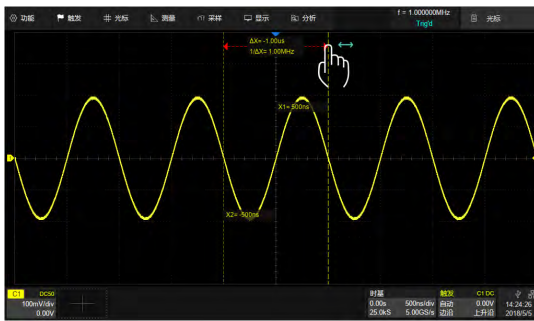 功能 触发 光标 测量 采样 显示 分析 f = 1.000000MHz Trig'd 光标
ΔX= -1.00us
1/ΔX= 1.00MHz
X1= 500ns
X2= -500ns
C1 DC50
100mV/div
0.00V
时基
0.00s 500ns/div
25.0kS 5.00GS/s
触发 C1 DC
自动 0.00V
边沿 上升沿
14:24:26
2018/5/5